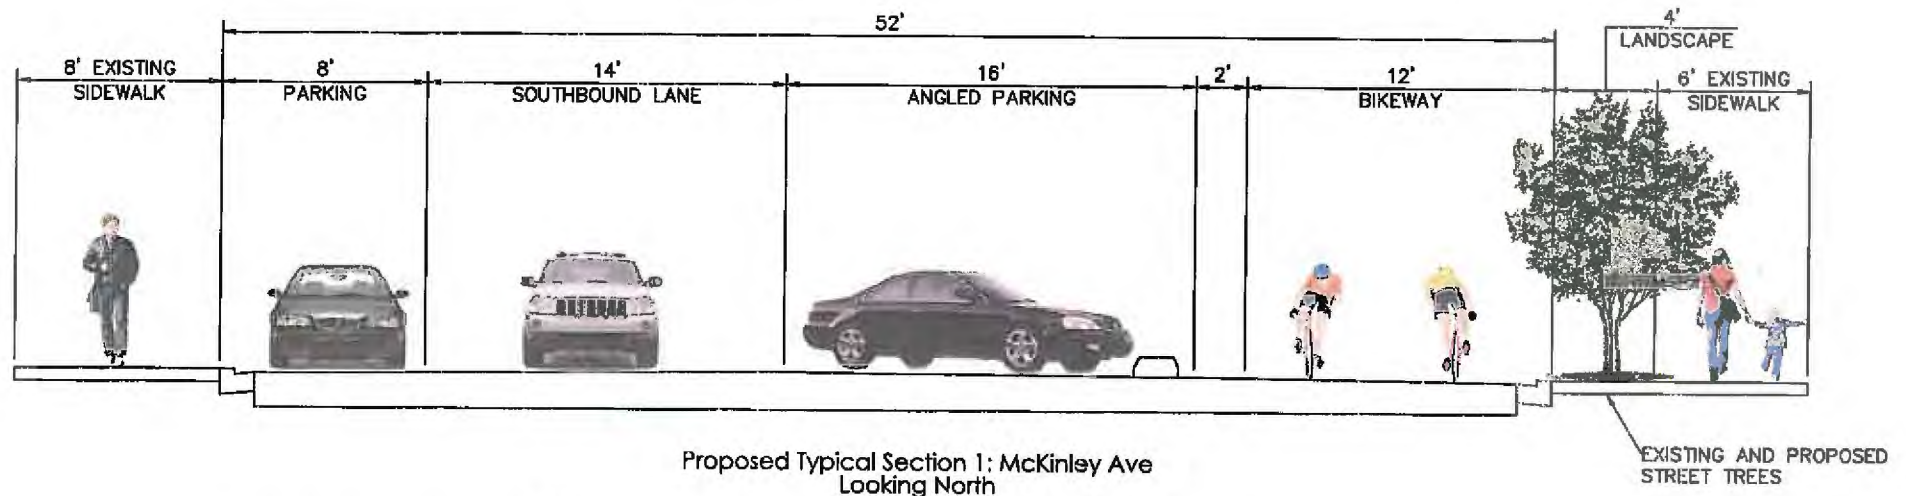 52'
4'
LANDSCAPE
8' EXISTING
SIDEWALK
8'
PARKING
14'
SOUTHBOUND LANE
16'
ANGLED PARKING
2'
12'
BIKEWAY
6' EXISTING
SIDEWALK
EXISTING AND PROPOSED
STREET TREES
Proposed Typical Section 1: McKinley Ave
Looking North